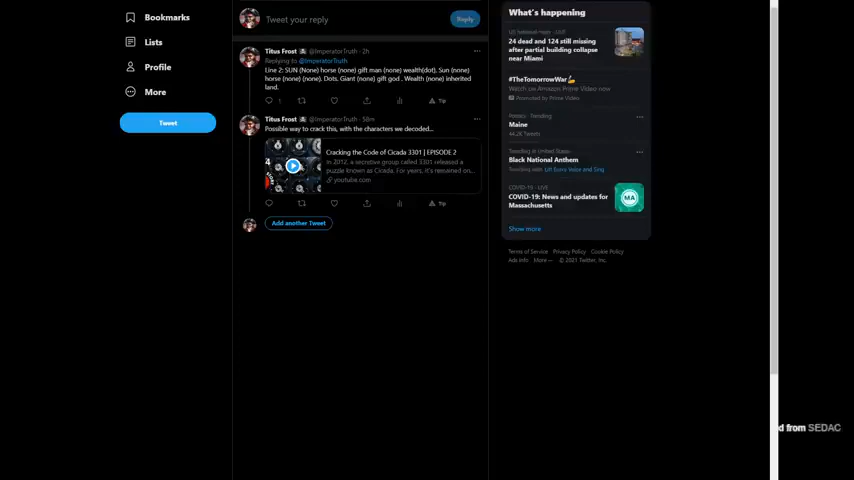 Bookmarks
Lists
Profile
More
Tweet
Tweet your reply
Reply
Titus Frost @ImperatorTruth · 2h
Replying to @ImperatorTruth
Line 2: SUN (None) horse (none) gift man (none) wealth(dot). Sun (none)
horse (none) (none). Dots. Giant (none) gift god . Wealth (none) inherited
land.
1
Tip
Titus Frost @ImperatorTruth · 58m
Possible way to crack this, with the characters we decoded...
Cracking the Code of Cicada 3301 | EPISODE 2
In 2012, a secretive group called 3301 released a
puzzle known as Cicada. For years, it's remained on...
youtube.com
Tip
Add another Tweet
What's happening
US national news · LIVE
24 dead and 124 still missing
after partial building collapse
near Miami
#TheTomorrowWar
Watch on Amazon Prime Video now
Promoted by Prime Video
Politics · Trending
Maine
44.2K Tweets
Trending in United States
Black National Anthem
Trending with Lift Every Voice and Sing
COVID-19 · LIVE
COVID-19: News and updates for
Massachusetts
MA
Show more
Terms of Service Privacy Policy Cookie Policy
Ads info More © 2021 Twitter, Inc.
d from SEDAC